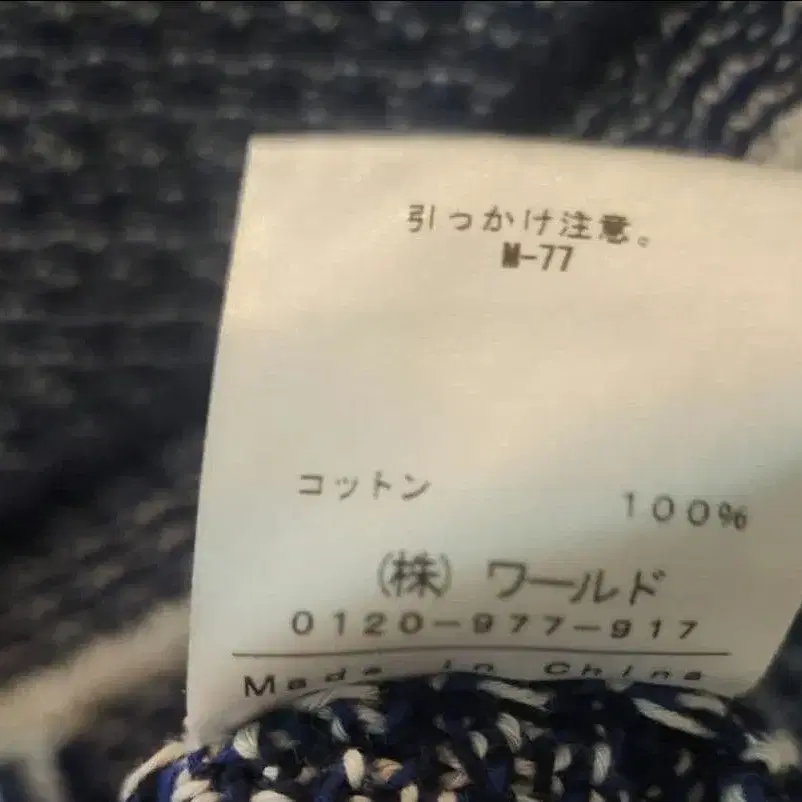 引っかけ注意。
M-77
コットン 100%
(株) ワールド
0120-977-917
Made in China